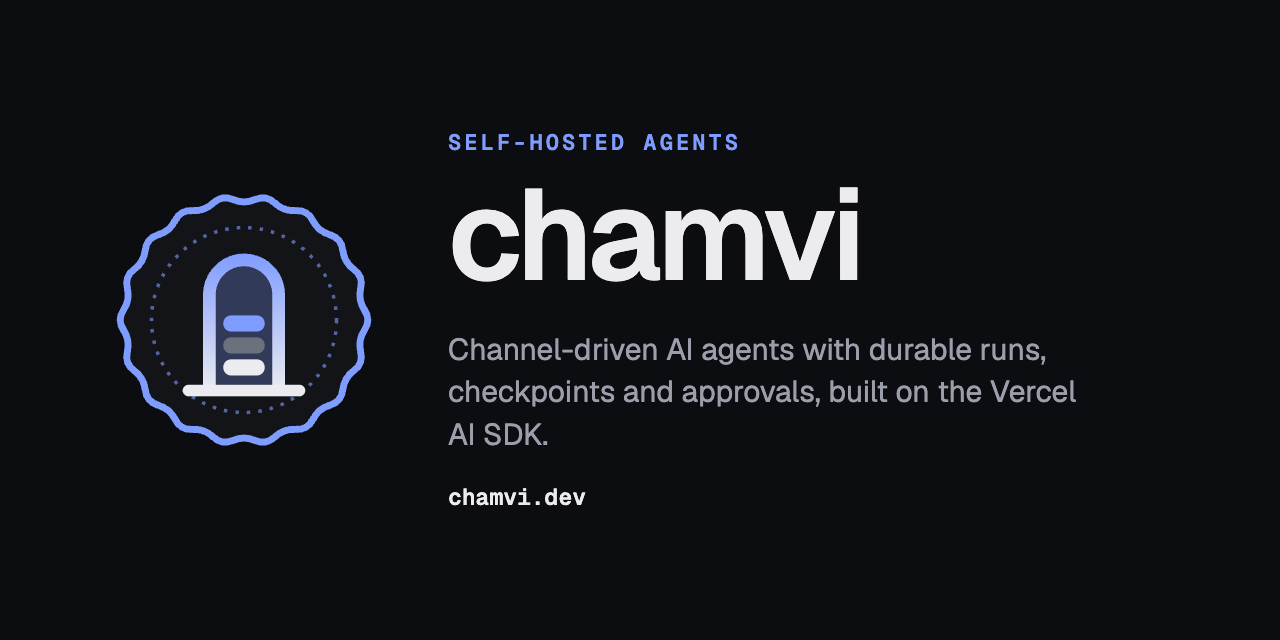 SELF-HOSTED AGENTS
chamvi
Channel-driven AI agents with durable runs,
checkpoints and approvals, built on the Vercel
AI SDK.
chamvi.dev